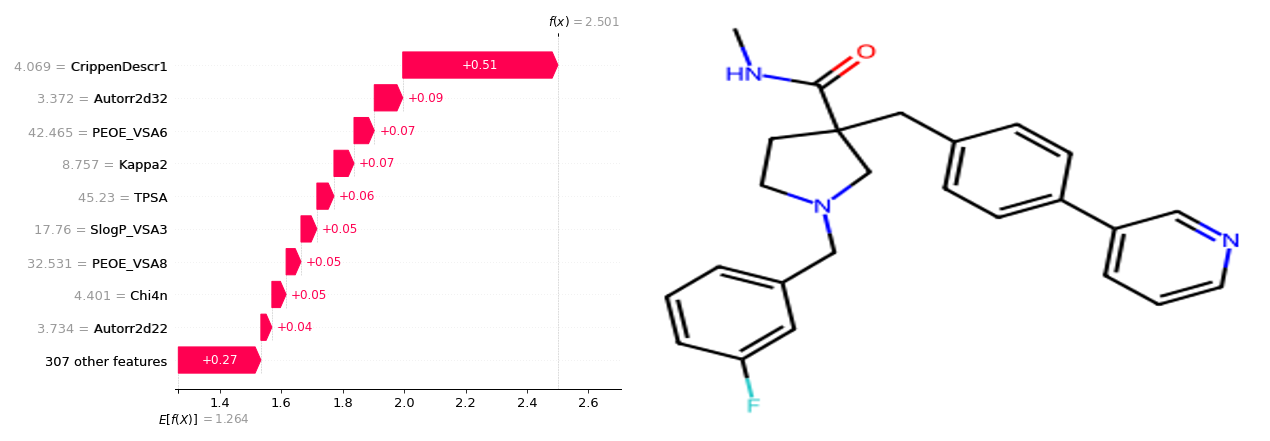 f(x) = 2.501
4.069 = CrippenDescr1
+0.51
3.372 = Autorr2d32
+0.09
42.465 = PEOE_VSA6
+0.07
8.757 = Kappa2
+0.07
45.23 = TPSA
+0.06
17.76 = SlogP_VSA3
+0.05
32.531 = PEOE_VSA8
+0.05
4.401 = Chi4n
+0.05
3.734 = Autorr2d22
+0.04
307 other features
+0.27
1.4 1.6 1.8 2.0 2.2 2.4 2.6
E[f(X)] = 1.264
O
HN
N
N
F